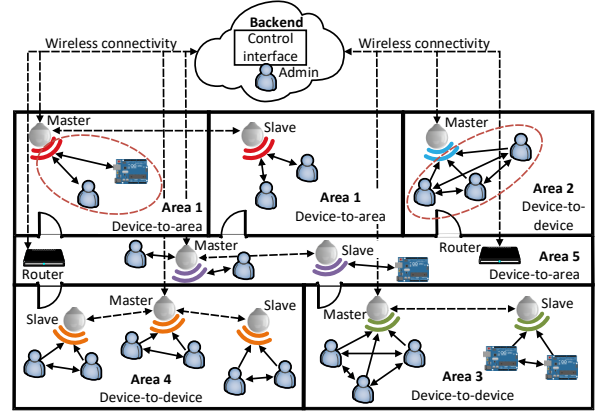 Backend
Wireless connectivity
Control
interface
Wireless connectivity
Admin
Master
Slave
Master
Area 1
Device-to-area
Area 1
Device-to-area
Area 2
Device-to-
device
Router
Master
Slave
Router
Area 5
Device-to-area
Slave
Master
Slave
Master
Slave
Area 4
Device-to-device
Area 3
Device-to-device